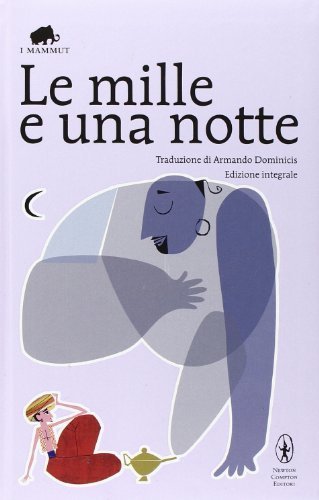 I MAMMUT
Le mille
e una notte
Traduzione di Armando Dominicis
Edizione integrale
NEWTON
COMPTON
EDITORI